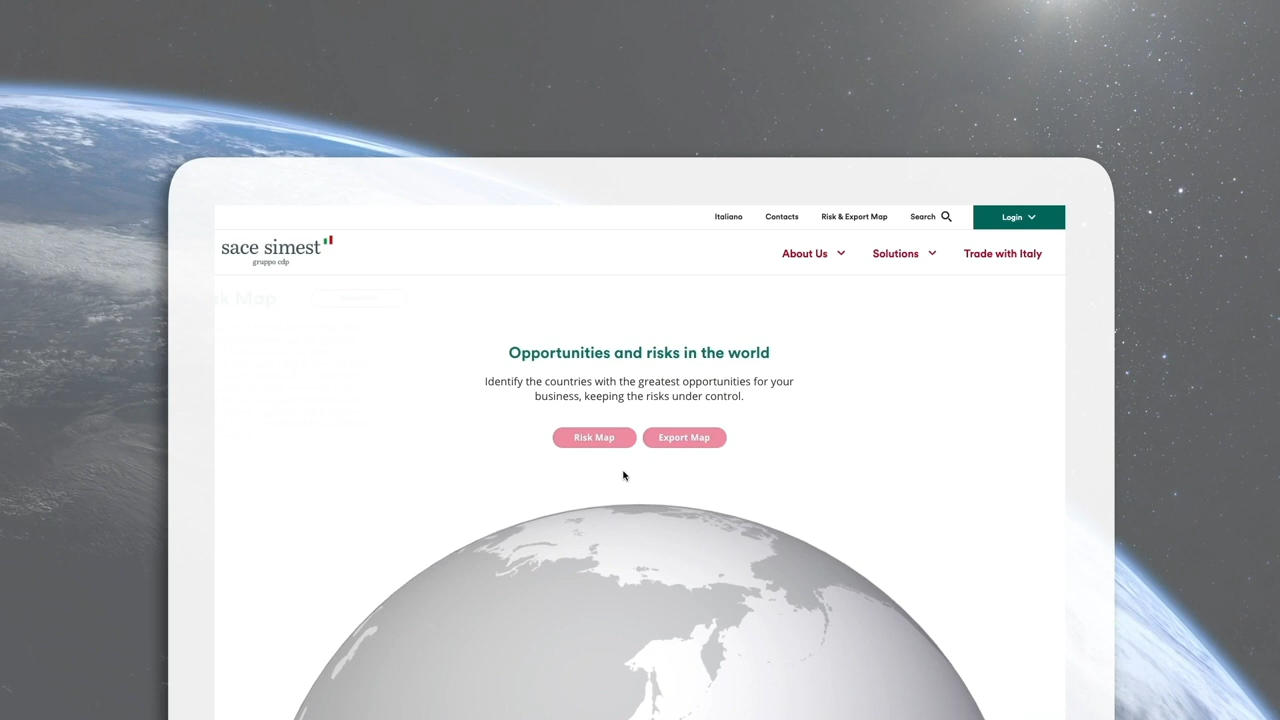 Italiano
Contacts
Risk & Export Map
Search
Login
sace simest
gruppo cdp
About Us
Solutions
Trade with Italy
Map
Opportunities and risks in the world
Identify the countries with the greatest opportunities for your
business, keeping the risks under control.
Risk Map
Export Map